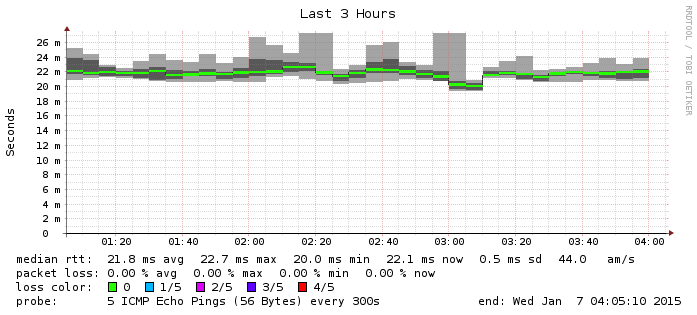 Last 3 Hours
RRDTOOL / TOBI OETIKER
Seconds
26 m
24 m
22 m
20 m
18 m
16 m
14 m
12 m
10 m
8 m
6 m
4 m
2 m
0
01:20 01:40 02:00 02:20 02:40 03:00 03:20 03:40 04:00
median rtt: 21.8 ms avg 22.7 ms max 20.0 ms min 22.1 ms now 0.5 ms sd 44.0 am/s
packet loss: 0.00 % avg 0.00 % max 0.00 % min 0.00 % now
loss color: 0 1/5 2/5 3/5 4/5
probe: 5 ICMP Echo Pings (56 Bytes) every 300s end: Wed Jan 7 04:05:10 2015